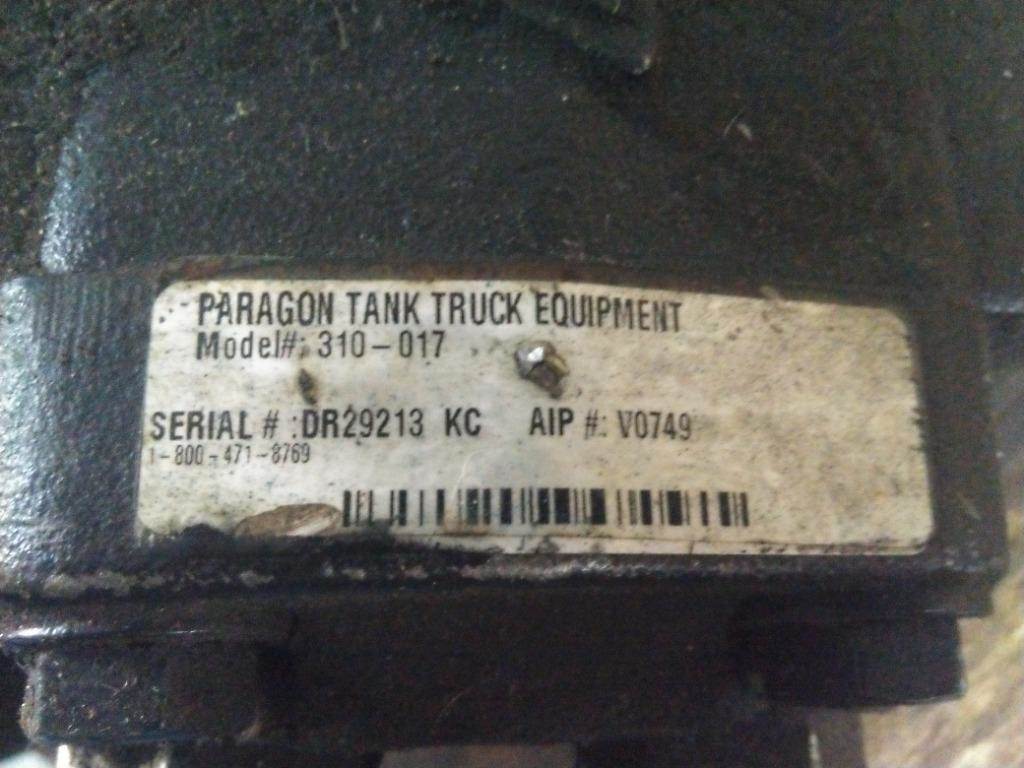 PARAGON TANK TRUCK EQUIPMENT
Model#: 310-017
SERIAL # :DR29213 KC AIP #: V0749
1-800-471-8769